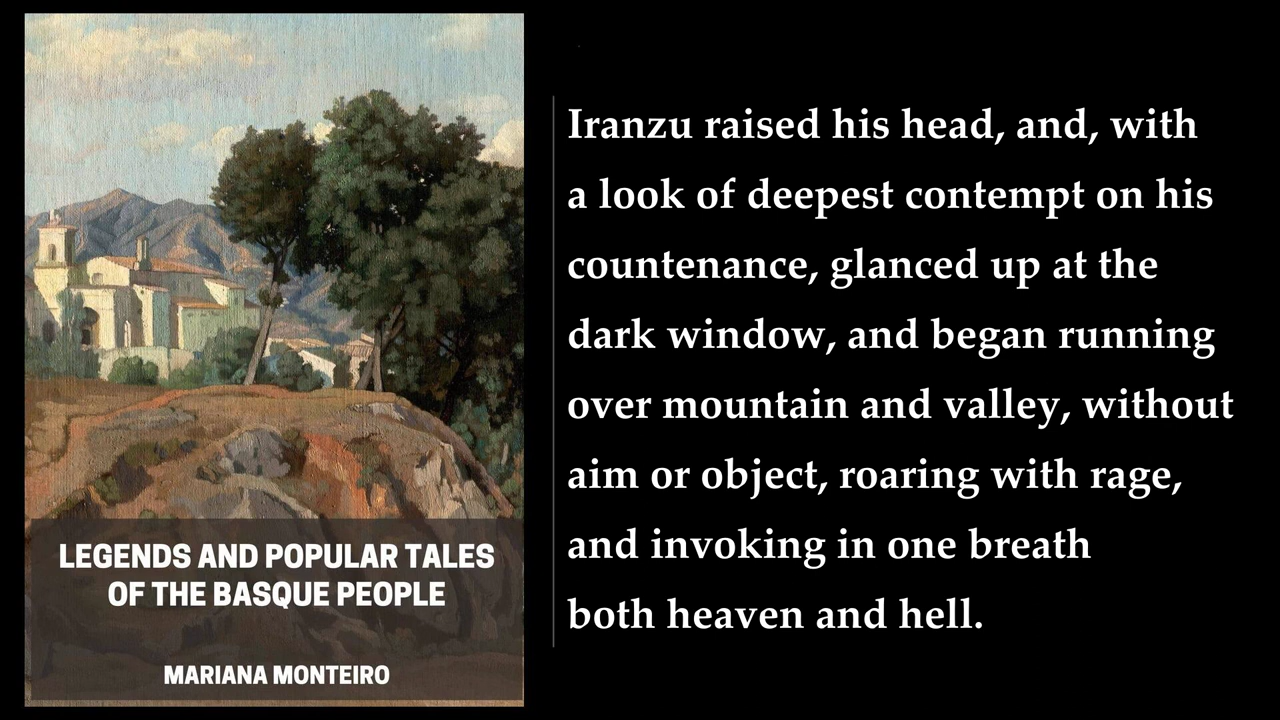 LEGENDS AND POPULAR TALES
OF THE BASQUE PEOPLE
MARIANA MONTEIRO
Iranzu raised his head, and, with
a look of deepest contempt on his
countenance, glanced up at the
dark window, and began running
over mountain and valley, without
aim or object, roaring with rage,
and invoking in one breath
both heaven and hell.